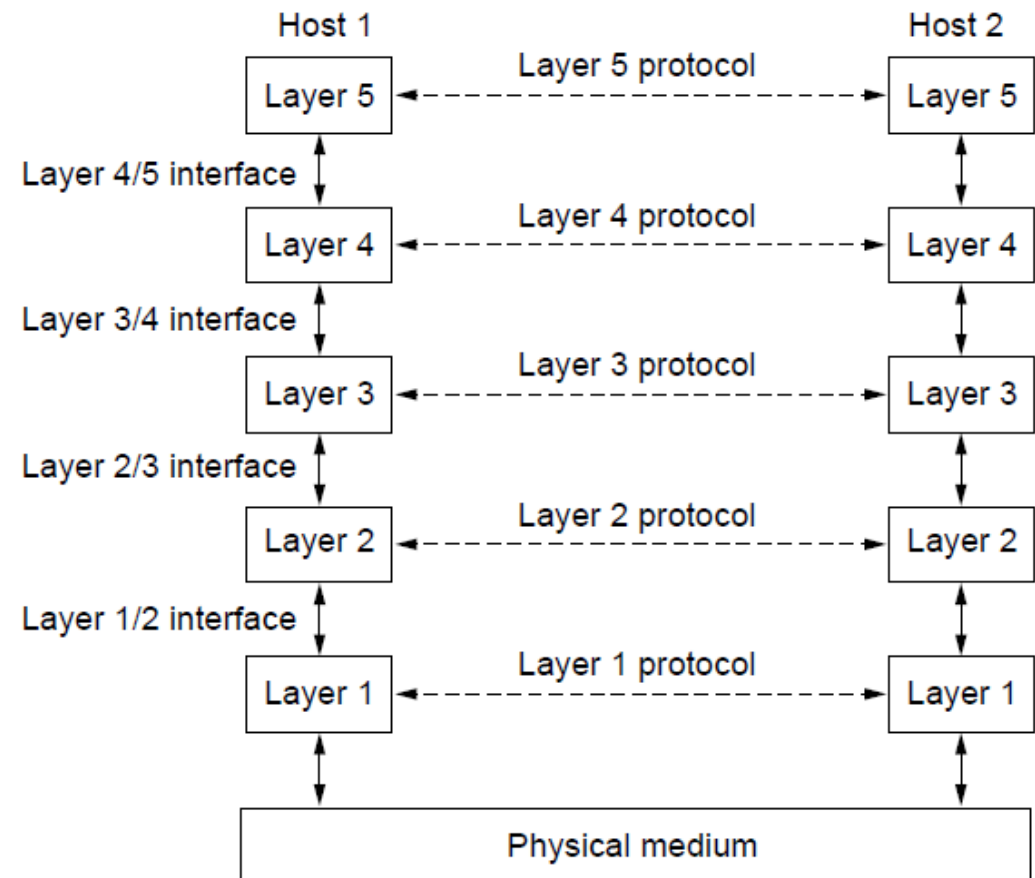 Host 1
Host 2
Layer 5
Layer 5 protocol
Layer 5
Layer 4/5 interface
Layer 4
Layer 4 protocol
Layer 4
Layer 3/4 interface
Layer 3
Layer 3 protocol
Layer 3
Layer 2/3 interface
Layer 2
Layer 2 protocol
Layer 2
Layer 1/2 interface
Layer 1
Layer 1 protocol
Layer 1
Physical medium